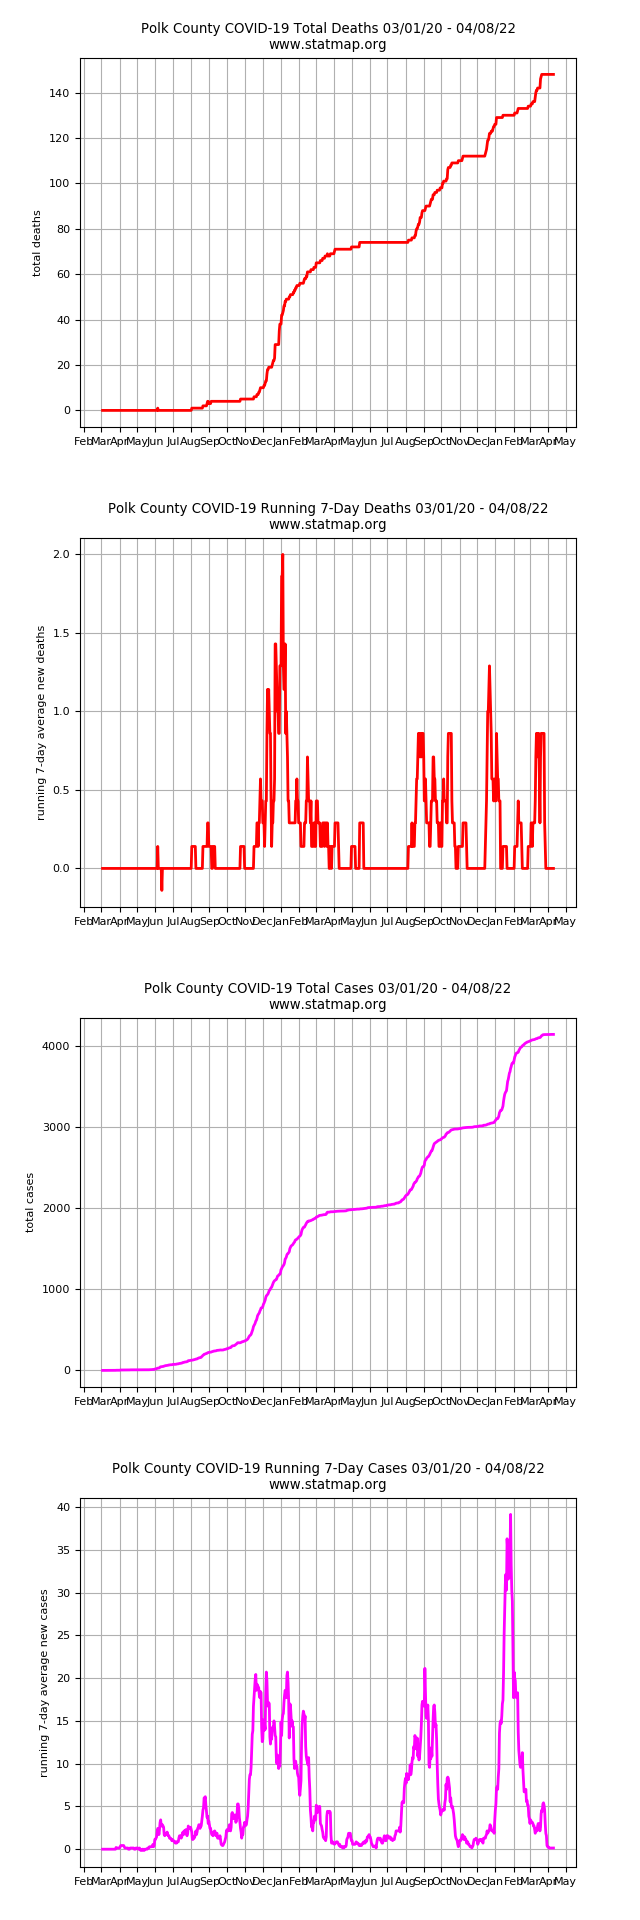 Polk County COVID-19 Total Deaths 03/01/20 - 04/08/22
www.statmap.org
total deaths
140
120
100
80
60
40
20
0
Feb Mar Apr May Jun Jul Aug Sep Oct Nov Dec Jan Feb Mar Apr May Jun Jul Aug Sep Oct Nov Dec Jan Feb Mar Apr May
Polk County COVID-19 Running 7-Day Deaths 03/01/20 - 04/08/22
www.statmap.org
running 7-day average new deaths
2.0
1.5
1.0
0.5
0.0
Feb Mar Apr May Jun Jul Aug Sep Oct Nov Dec Jan Feb Mar Apr May Jun Jul Aug Sep Oct Nov Dec Jan Feb Mar Apr May
Polk County COVID-19 Total Cases 03/01/20 - 04/08/22
www.statmap.org
total cases
4000
3000
2000
1000
0
Feb Mar Apr May Jun Jul Aug Sep Oct Nov Dec Jan Feb Mar Apr May Jun Jul Aug Sep Oct Nov Dec Jan Feb Mar Apr May
Polk County COVID-19 Running 7-Day Cases 03/01/20 - 04/08/22
www.statmap.org
running 7-day average new cases
40
35
30
25
20
15
10
5
0
Feb Mar Apr May Jun Jul Aug Sep Oct Nov Dec Jan Feb Mar Apr May Jun Jul Aug Sep Oct Nov Dec Jan Feb Mar Apr May